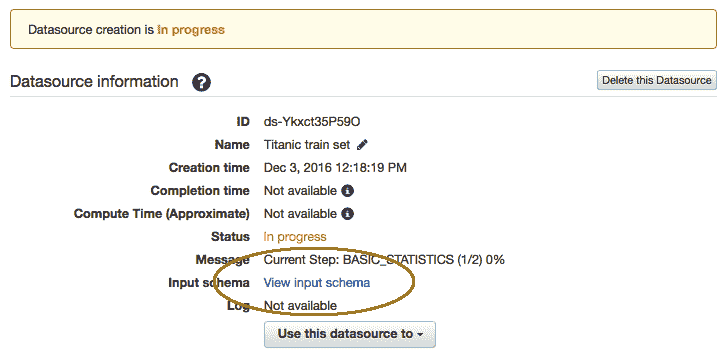 Datasource creation is In progress
Datasource information ?
Delete this Datasource
ID ds-Ykxct35P59O
Name Titanic train set
Creation time Dec 3, 2016 12:18:19 PM
Completion time Not available i
Compute Time (Approximate) Not available i
Status In progress
Message Current Step: BASIC_STATISTICS (1/2) 0%
Input schema View input schema
Log Not available
Use this datasource to